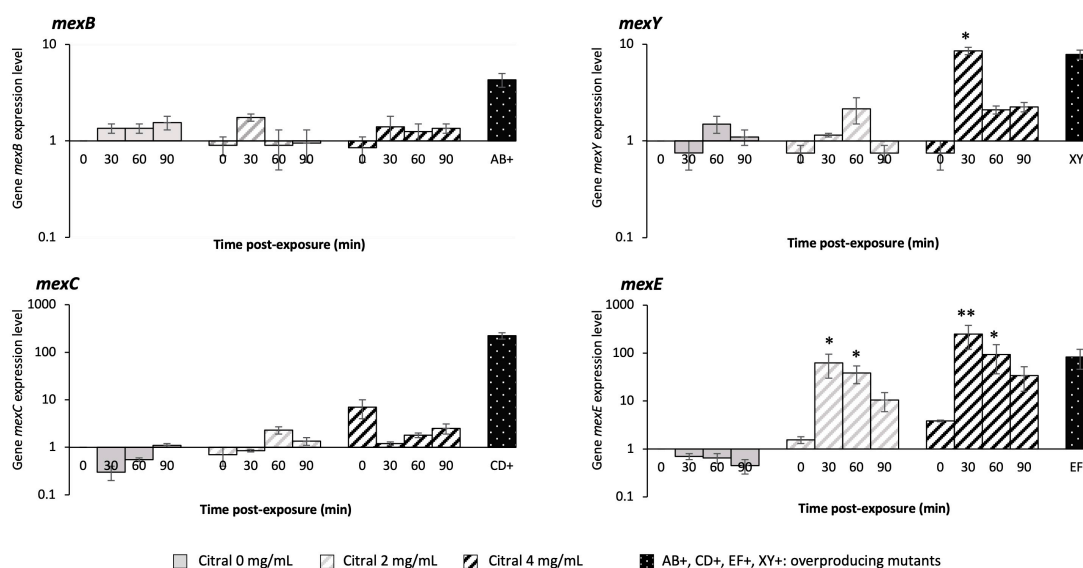 mexB
10
1
0.1
Gene mexB expression level
0 30 60 90 0 30 60 90 0 30 60 90 AB+
Time post-exposure (min)
mexY
10
1
0.1
Gene mexY expression level
*
0 30 60 90 0 30 60 90 0 30 60 90 XY
Time post-exposure (min)
mexC
1000
100
10
1
0.1
Gene mexC expression level
0 30 60 90 0 30 60 90 0 30 60 90 CD+
Time post-exposure (min)
mexE
1000
100
10
1
0.1
Gene mexE expression level
* * ** *
0 30 60 90 0 30 60 90 0 30 60 90 EF
Time post-exposure (min)
Citral 0 mg/mL Citral 2 mg/mL Citral 4 mg/mL AB+, CD+, EF+, XY+: overproducing mutants